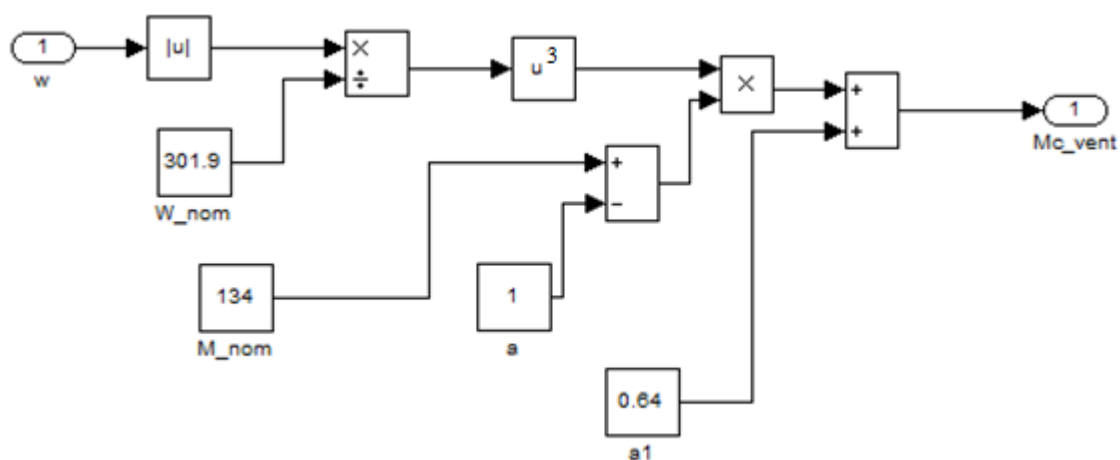 1
w
|u|
×
÷
u³
×
+
+
1
Mc_vent
301.9
W_nom
+
−
134
M_nom
1
a
0.64
a1